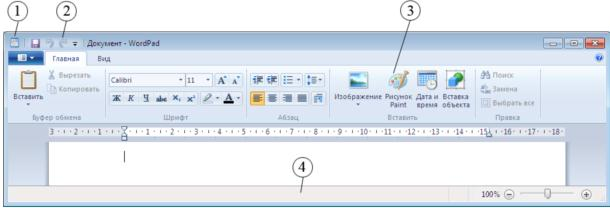 1 2 3
Документ - WordPad
Главная Вид
Вставить Вырезать Копировать
Calibri 11
Ж К Ч abc X₂ X² A
Изображение Рисунок Paint Дата и время Вставка объекта
Поиск Замена Выбрать все
Буфер обмена Шрифт Абзац Вставить Правка
3 2 1 1 2 3 4 5 6 7 8 9 10 11 12 13 14 15 16 17 18
4
100%